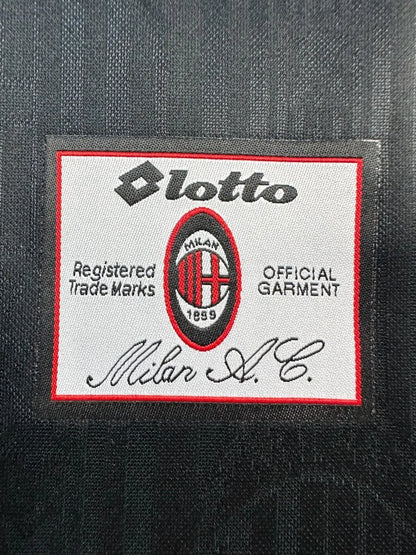 lotto
MILAN
Registered
Trade Marks
OFFICIAL
GARMENT
1899
Milan A.C.